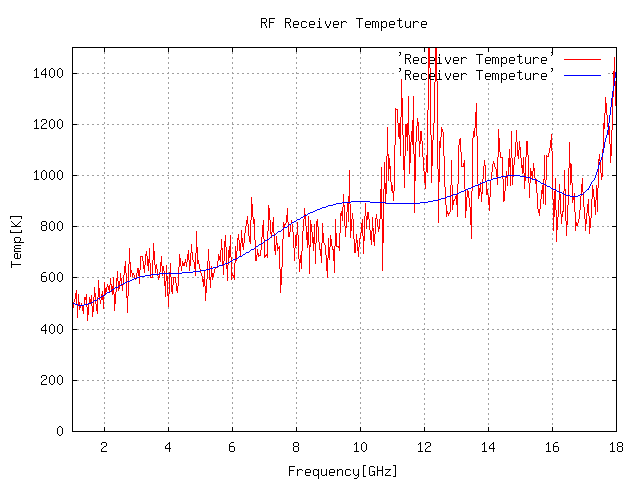 RF Receiver Tempeture
'Receiver Tempeture'
'Receiver Tempeture'
1400
1200
1000
800
600
400
200
0
Temp[K]
2 4 6 8 10 12 14 16 18
Frequency[GHz]